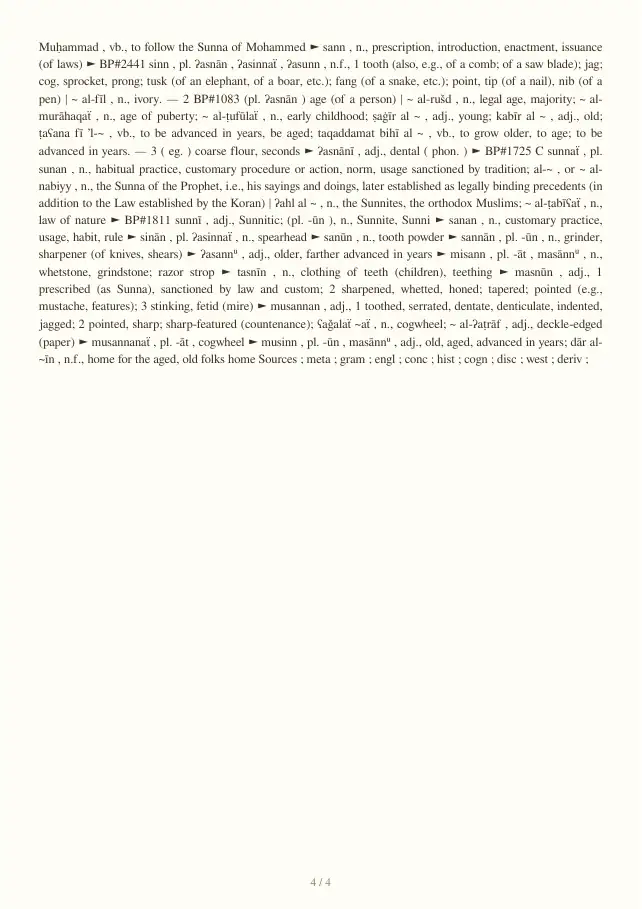 Muḥammad , vb., to follow the Sunna of Mohammed ► sann , n., prescription, introduction, enactment, issuance
(of laws) ► BP#2441 sinn , pl. ʔasnān , ʔasinnaẗ , ʔasunn , n.f., 1 tooth (also, e.g., of a comb; of a saw blade); jag;
cog, sprocket, prong; tusk (of an elephant, of a boar, etc.); fang (of a snake, etc.); point, tip (of a nail), nib (of a
pen) | ~ al-fīl , n., ivory. — 2 BP#1083 (pl. ʔasnān ) age (of a person) | ~ al-rušd , n., legal age, majority; ~ al-
murāhaqaẗ , n., age of puberty; ~ al-ṭufūlaẗ , n., early childhood; ṣaġīr al ~ , adj., young; kabīr al ~ , adj., old;
ṭaʕana fī ’l-~ , vb., to be advanced in years, be aged; taqaddamat bihī al ~ , vb., to grow older, to age; to be
advanced in years. — 3 ( eg. ) coarse flour, seconds ► ʔasnānī , adj., dental ( phon. ) ► BP#1725 C sunnaẗ , pl.
sunan , n., habitual practice, customary procedure or action, norm, usage sanctioned by tradition; al-~ , or ~ al-
nabiyy , n., the Sunna of the Prophet, i.e., his sayings and doings, later established as legally binding precedents (in
addition to the Law established by the Koran) | ʔahl al ~ , n., the Sunnites, the orthodox Muslims; ~ al-ṭabīʕaẗ , n.,
law of nature ► BP#1811 sunnī , adj., Sunnitic; (pl. -ūn ), n., Sunnite, Sunni ► sanan , n., customary practice,
usage, habit, rule ► sinān , pl. ʔasinnaẗ , n., spearhead ► sanūn , n., tooth powder ► sannān , pl. -ūn , n., grinder,
sharpener (of knives, shears) ► ʔasannᵘ , adj., older, farther advanced in years ► misann , pl. -āt , masānnᵘ , n.,
whetstone, grindstone; razor strop ► tasnīn , n., clothing of teeth (children), teething ► masnūn , adj., 1
prescribed (as Sunna), sanctioned by law and custom; 2 sharpened, whetted, honed; tapered; pointed (e.g.,
mustache, features); 3 stinking, fetid (mire) ► musannan , adj., 1 toothed, serrated, dentate, denticulate, indented,
jagged; 2 pointed, sharp; sharp-featured (countenance); ʕaǧalaẗ ~aẗ , n., cogwheel; ~ al-ʔaṭrāf , adj., deckle-edged
(paper) ► musannanaẗ , pl. -āt , cogwheel ► musinn , pl. -ūn , masānnᵘ , adj., old, aged, advanced in years; dār al-
~īn , n.f., home for the aged, old folks home Sources ; meta ; gram ; engl ; conc ; hist ; cogn ; disc ; west ; deriv ;
4 / 4